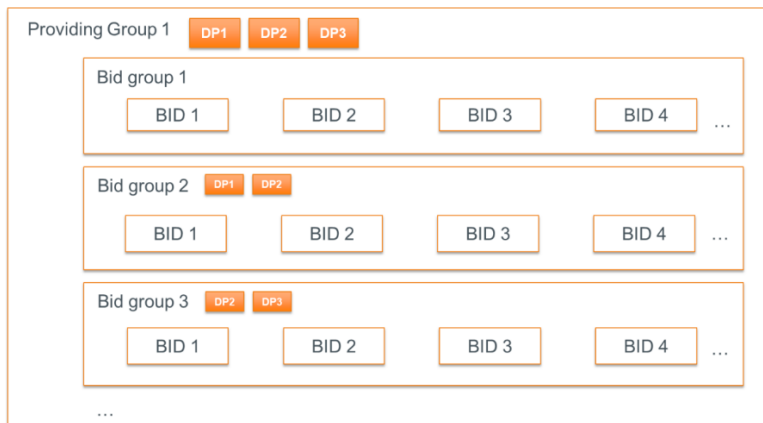 Providing Group 1 DP1 DP2 DP3
Bid group 1
BID 1 BID 2 BID 3 BID 4 ...
Bid group 2 DP1 DP2
BID 1 BID 2 BID 3 BID 4 ...
Bid group 3 DP2 DP3
BID 1 BID 2 BID 3 BID 4 ...
...